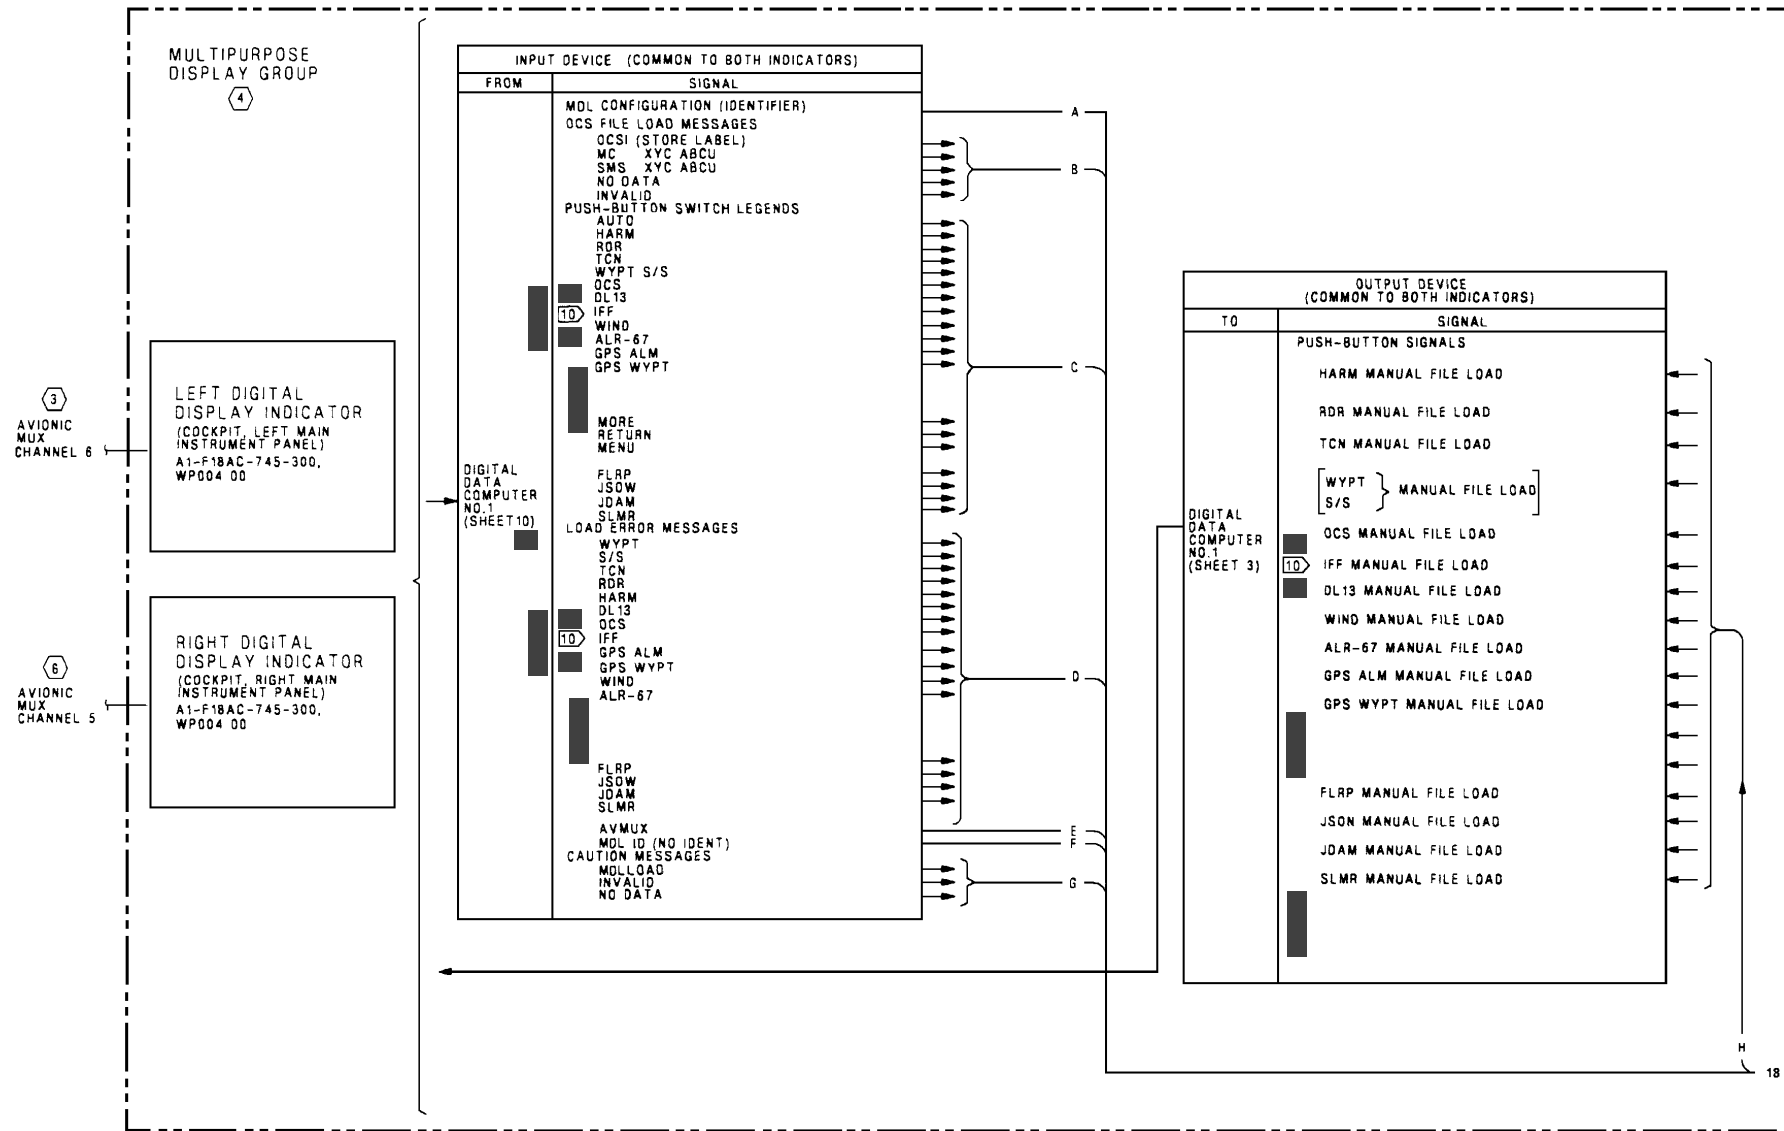 MULTIPURPOSE
DISPLAY GROUP
4
3
AVIONIC
MUX
CHANNEL 6
LEFT DIGITAL
DISPLAY INDICATOR
(COCKPIT, LEFT MAIN
INSTRUMENT PANEL)
A1-F18AC-745-300,
WP004 00
6
AVIONIC
MUX
CHANNEL 5
RIGHT DIGITAL
DISPLAY INDICATOR
(COCKPIT, RIGHT MAIN
INSTRUMENT PANEL)
A1-F18AC-745-300,
WP004 00
INPUT DEVICE (COMMON TO BOTH INDICATORS)
FROM SIGNAL
DIGITAL
DATA
COMPUTER
NO.1
(SHEET10)
MDL CONFIGURATION (IDENTIFIER)
OCS FILE LOAD MESSAGES
OCSI (STORE LABEL)
MC XYC ABCU
SMS XYC ABCU
NO DATA
INVALID
PUSH-BUTTON SWITCH LEGENDS
AUTO
HARM
RDR
TCN
WYPT S/S
OCS
DL13
10 IFF
WIND
ALR-67
GPS ALM
GPS WYPT
MORE
RETURN
MENU
FLRP
JSOW
JDAM
SLMR
LOAD ERROR MESSAGES
WYPT
S/S
TCN
RDR
HARM
DL13
OCS
10 IFF
GPS ALM
GPS WYPT
WIND
ALR-67
FLRP
JSOW
JDAM
SLMR
AVMUX
MDL ID (NO IDENT)
CAUTION MESSAGES
MDLLOAD
INVALID
NO DATA
A
B
C
D
E
F
G
OUTPUT DEVICE
(COMMON TO BOTH INDICATORS)
TO SIGNAL
DIGITAL
DATA
COMPUTER
NO.1
(SHEET 3)
PUSH-BUTTON SIGNALS
HARM MANUAL FILE LOAD
RDR MANUAL FILE LOAD
TCN MANUAL FILE LOAD
WYPT
S/S
MANUAL FILE LOAD
OCS MANUAL FILE LOAD
10 IFF MANUAL FILE LOAD
DL13 MANUAL FILE LOAD
WIND MANUAL FILE LOAD
ALR-67 MANUAL FILE LOAD
GPS ALM MANUAL FILE LOAD
GPS WYPT MANUAL FILE LOAD
FLRP MANUAL FILE LOAD
JSON MANUAL FILE LOAD
JDAM MANUAL FILE LOAD
SLMR MANUAL FILE LOAD
H
18